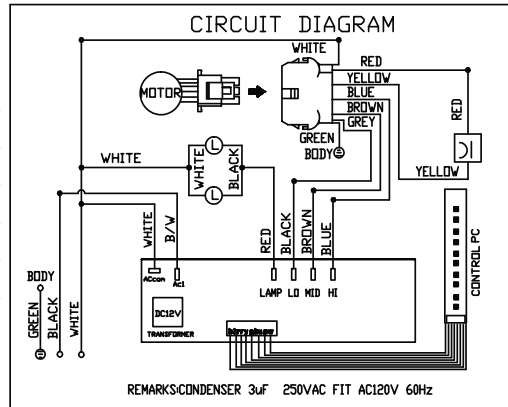 CIRCUIT DIAGRAM
WHITE
RED
YELLOW
BLUE
BROWN
GREY
GREEN
BODY
MOTOR
RED
YELLOW
WHITE
WHITE
L
L
BLACK
WHITE
B/W
RED
BLACK
BROWN
BLUE
ACcom
Ac1
LAMP
LO
MID
HI
DC12V
TRANSFORMER
CONTROL PC
BODY
GREEN
BLACK
WHITE
REMARKS:CONDENSER 3uF 250VAC FIT AC120V 60Hz